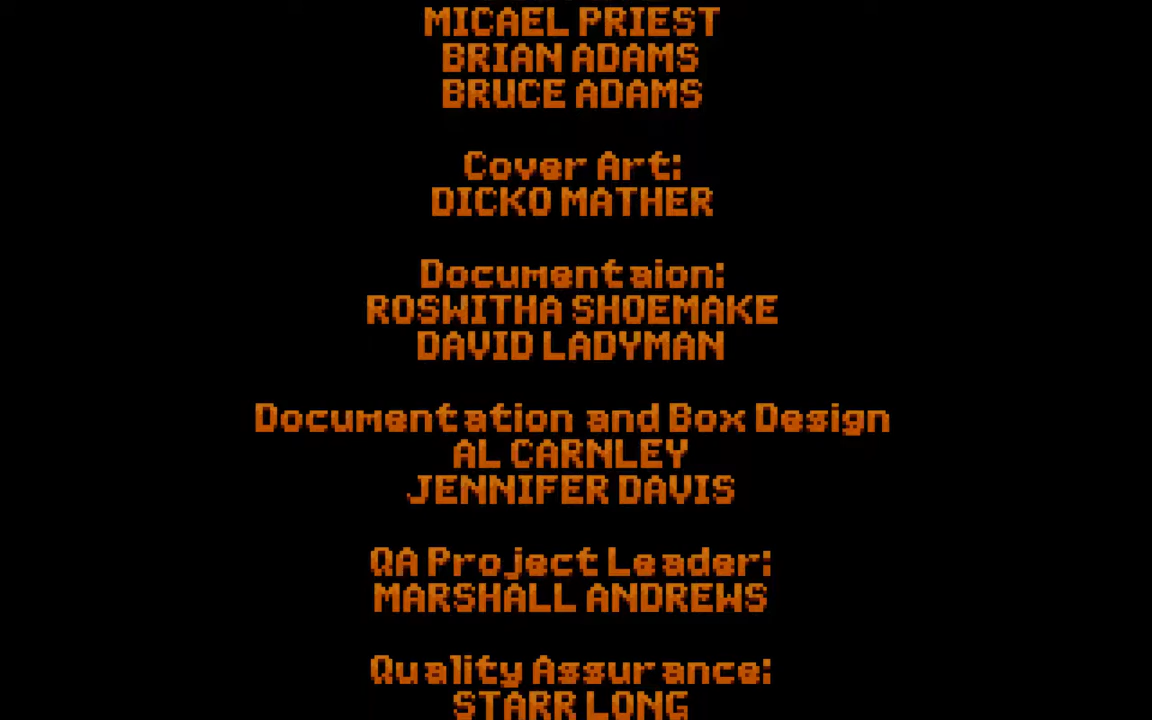 MICAEL PRIEST
BRIAN ADAMS
BRUCE ADAMS
Cover Art:
DICKO MATHER
Documentaion:
ROSWITHA SHOEMAKE
DAVID LADYMAN
Documentation and Box Design
AL CARNLEY
JENNIFER DAVIS
QA Project Leader:
MARSHALL ANDREWS
Quality Assurance:
STARR LONG